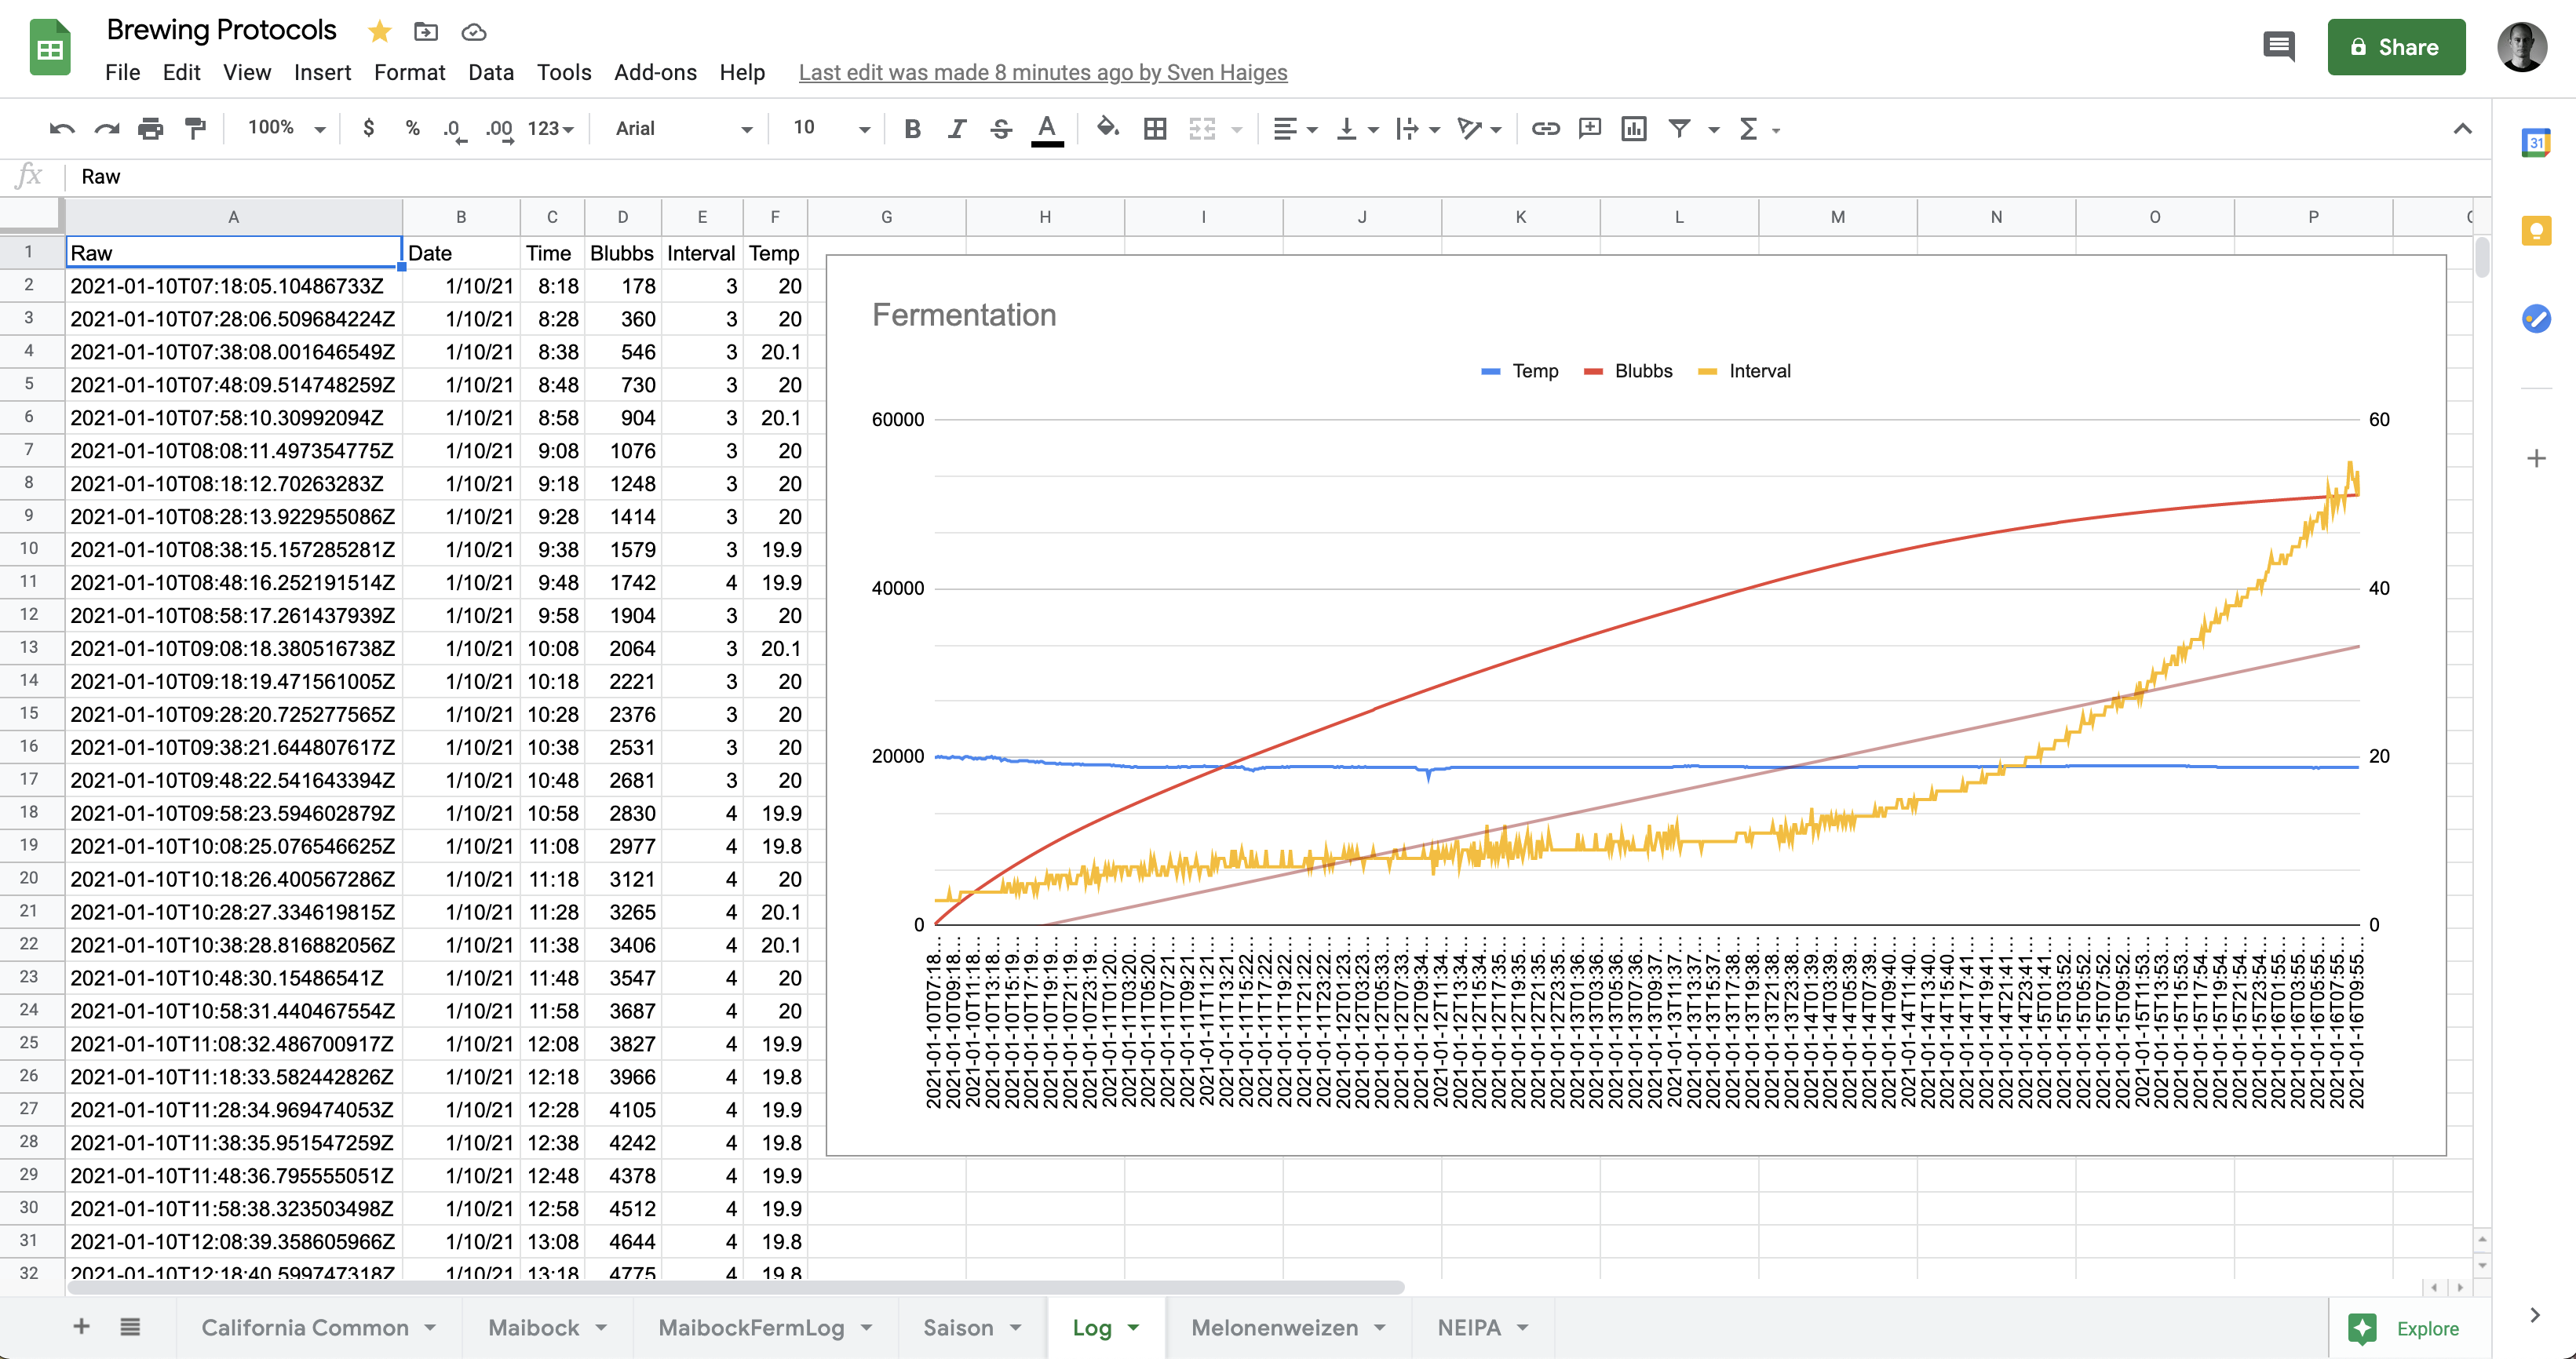 Brewing Protocols
File Edit View Insert Format Data Tools Add-ons Help Last edit was made 8 minutes ago by Sven Haiges
Share
100% $ % .0 .00 123 Arial 10 B I S A Σ
31
fx Raw
A B C D E F G H I J K L M N O P
1 Raw Date Time Blubbs Interval Temp
2 2021-01-10T07:18:05.10486733Z 1/10/21 8:18 178 3 20
3 2021-01-10T07:28:06.509684224Z 1/10/21 8:28 360 3 20
4 2021-01-10T07:38:08.001646549Z 1/10/21 8:38 546 3 20.1
5 2021-01-10T07:48:09.514748259Z 1/10/21 8:48 730 3 20
6 2021-01-10T07:58:10.30992094Z 1/10/21 8:58 904 3 20.1
7 2021-01-10T08:08:11.497354775Z 1/10/21 9:08 1076 3 20
8 2021-01-10T08:18:12.70263283Z 1/10/21 9:18 1248 3 20
9 2021-01-10T08:28:13.922955086Z 1/10/21 9:28 1414 3 20
10 2021-01-10T08:38:15.157285281Z 1/10/21 9:38 1579 3 19.9
11 2021-01-10T08:48:16.252191514Z 1/10/21 9:48 1742 4 19.9
12 2021-01-10T08:58:17.261437939Z 1/10/21 9:58 1904 3 20
13 2021-01-10T09:08:18.380516738Z 1/10/21 10:08 2064 3 20.1
14 2021-01-10T09:18:19.471561005Z 1/10/21 10:18 2221 3 20
15 2021-01-10T09:28:20.725277565Z 1/10/21 10:28 2376 3 20
16 2021-01-10T09:38:21.644807617Z 1/10/21 10:38 2531 3 20
17 2021-01-10T09:48:22.541643394Z 1/10/21 10:48 2681 3 20
18 2021-01-10T09:58:23.594602879Z 1/10/21 10:58 2830 4 19.9
19 2021-01-10T10:08:25.076546625Z 1/10/21 11:08 2977 4 19.8
20 2021-01-10T10:18:26.400567286Z 1/10/21 11:18 3121 4 20
21 2021-01-10T10:28:27.334619815Z 1/10/21 11:28 3265 4 20.1
22 2021-01-10T10:38:28.816882056Z 1/10/21 11:38 3406 4 20.1
23 2021-01-10T10:48:30.15486541Z 1/10/21 11:48 3547 4 20
24 2021-01-10T10:58:31.440467554Z 1/10/21 11:58 3687 4 20
25 2021-01-10T11:08:32.486700917Z 1/10/21 12:08 3827 4 19.9
26 2021-01-10T11:18:33.582442826Z 1/10/21 12:18 3966 4 19.8
27 2021-01-10T11:28:34.969474053Z 1/10/21 12:28 4105 4 19.9
28 2021-01-10T11:38:35.951547259Z 1/10/21 12:38 4242 4 19.8
29 2021-01-10T11:48:36.795555051Z 1/10/21 12:48 4378 4 19.9
30 2021-01-10T11:58:38.323503498Z 1/10/21 12:58 4512 4 19.9
31 2021-01-10T12:08:39.358605966Z 1/10/21 13:08 4644 4 19.8
32 2021-01-10T12:18:40.599747318Z 1/10/21 13:18 4775 4 19.8
Fermentation
Temp Blubbs Interval
60000 60
40000 40
20000 20
0 0
2021-01-10T07:18...
2021-01-10T09:18...
2021-01-10T11:18...
2021-01-10T13:18...
2021-01-10T15:19...
2021-01-10T17:19...
2021-01-10T19:19...
2021-01-10T21:19...
2021-01-10T23:19...
2021-01-11T01:20...
2021-01-11T03:20...
2021-01-11T05:20...
2021-01-11T07:21...
2021-01-11T09:21...
2021-01-11T11:21...
2021-01-11T13:21...
2021-01-11T15:22...
2021-01-11T17:22...
2021-01-11T19:22...
2021-01-11T21:22...
2021-01-11T23:22...
2021-01-12T01:23...
2021-01-12T03:23...
2021-01-12T05:33...
2021-01-12T07:33...
2021-01-12T09:34...
2021-01-12T11:34...
2021-01-12T13:34...
2021-01-12T15:34...
2021-01-12T17:35...
2021-01-12T19:35...
2021-01-12T21:35...
2021-01-12T23:35...
2021-01-13T01:36...
2021-01-13T03:36...
2021-01-13T05:36...
2021-01-13T07:36...
2021-01-13T09:37...
2021-01-13T11:37...
2021-01-13T13:37...
2021-01-13T15:37...
2021-01-13T17:38...
2021-01-13T19:38...
2021-01-13T21:38...
2021-01-13T23:38...
2021-01-14T01:39...
2021-01-14T03:39...
2021-01-14T05:39...
2021-01-14T07:39...
2021-01-14T09:40...
2021-01-14T11:40...
2021-01-14T13:40...
2021-01-14T15:40...
2021-01-14T17:41...
2021-01-14T19:41...
2021-01-14T21:41...
2021-01-14T23:41...
2021-01-15T01:41...
2021-01-15T03:52...
2021-01-15T05:52...
2021-01-15T07:52...
2021-01-15T09:52...
2021-01-15T11:53...
2021-01-15T13:53...
2021-01-15T15:53...
2021-01-15T17:54...
2021-01-15T19:54...
2021-01-15T21:54...
2021-01-15T23:54...
2021-01-16T01:55...
2021-01-16T03:55...
2021-01-16T05:55...
2021-01-16T07:55...
2021-01-16T09:55...
California Common Maibock MaibockFermLog Saison Log Melonenweizen NEIPA Explore